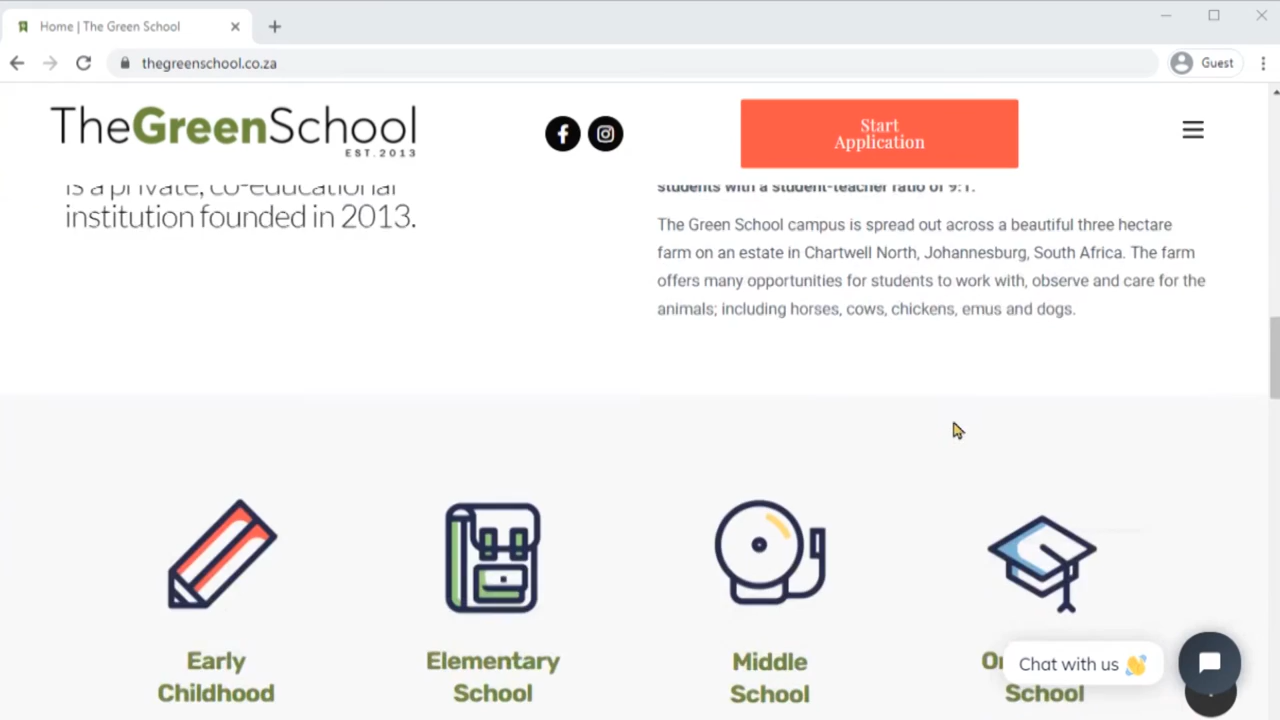 Home | The Green School
thegreenschool.co.za
Guest
TheGreenSchool
EST.2013
Start
Application
is a private, co-educational
institution founded in 2013.
students with a student-teacher ratio of 9:1.
The Green School campus is spread out across a beautiful three hectare
farm on an estate in Chartwell North, Johannesburg, South Africa. The farm
offers many opportunities for students to work with, observe and care for the
animals; including horses, cows, chickens, emus and dogs.
Early
Childhood
Elementary
School
Middle
School
School
Chat with us 👋